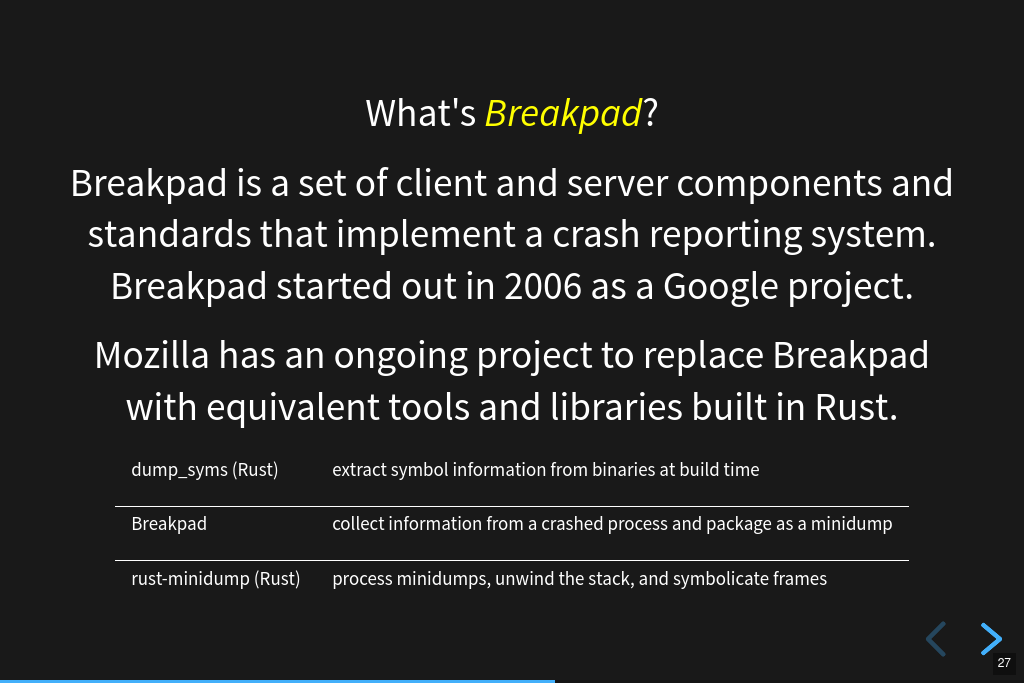 What's Breakpad?
Breakpad is a set of client and server components and
standards that implement a crash reporting system.
Breakpad started out in 2006 as a Google project.
Mozilla has an ongoing project to replace Breakpad
with equivalent tools and libraries built in Rust.
dump_syms (Rust) extract symbol information from binaries at build time
Breakpad collect information from a crashed process and package as a minidump
rust-minidump (Rust) process minidumps, unwind the stack, and symbolicate frames
27